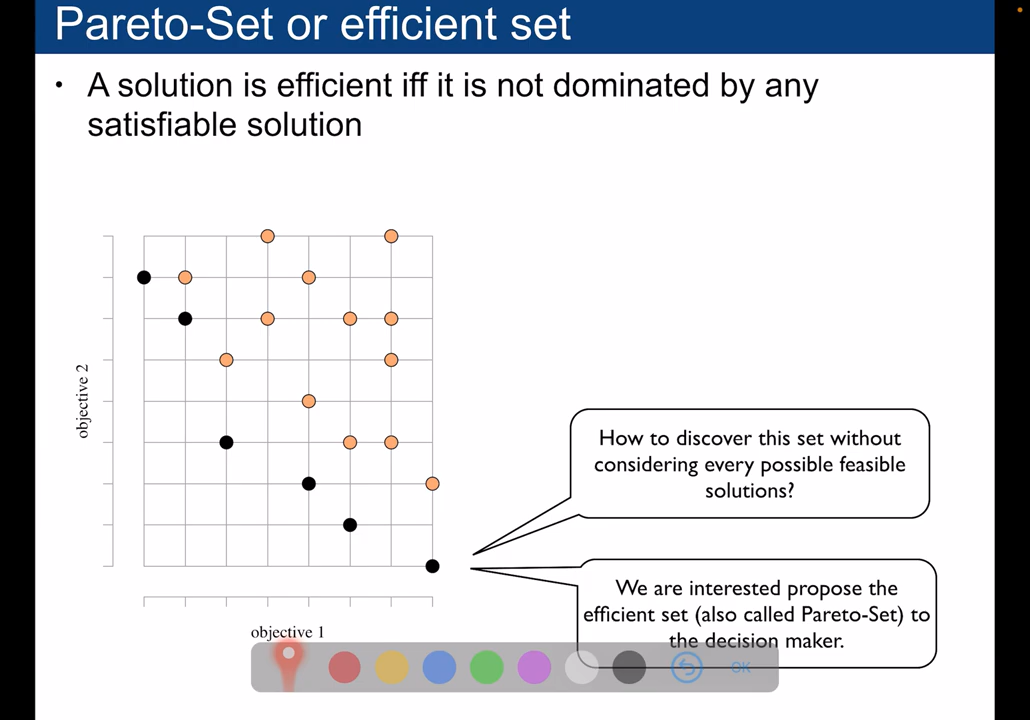 Pareto-Set or efficient set
• A solution is efficient iff it is not dominated by any
satisfiable solution
objective 2
objective 1
How to discover this set without
considering every possible feasible
solutions?
We are interested propose the
efficient set (also called Pareto-Set) to
the decision maker.
OK